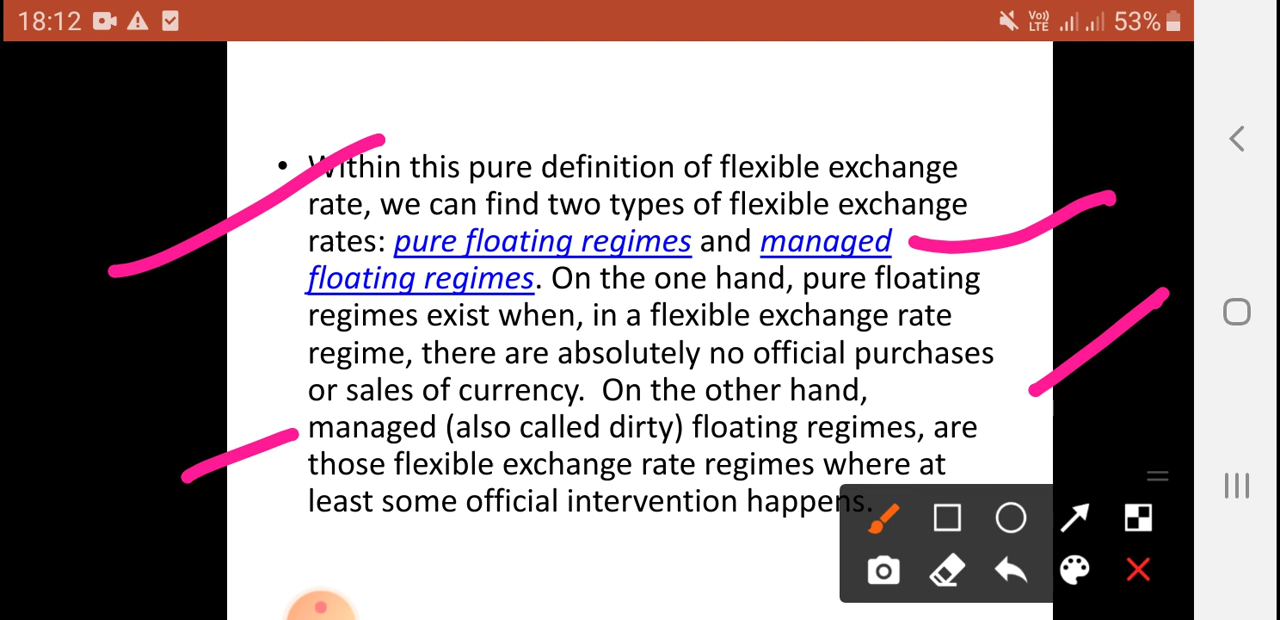 18:12 Vo)) LTE 53%
• Within this pure definition of flexible exchange
rate, we can find two types of flexible exchange
rates: pure floating regimes and managed
floating regimes. On the one hand, pure floating
regimes exist when, in a flexible exchange rate
regime, there are absolutely no official purchases
or sales of currency.  On the other hand,
managed (also called dirty) floating regimes, are
those flexible exchange rate regimes where at
least some official intervention happens.